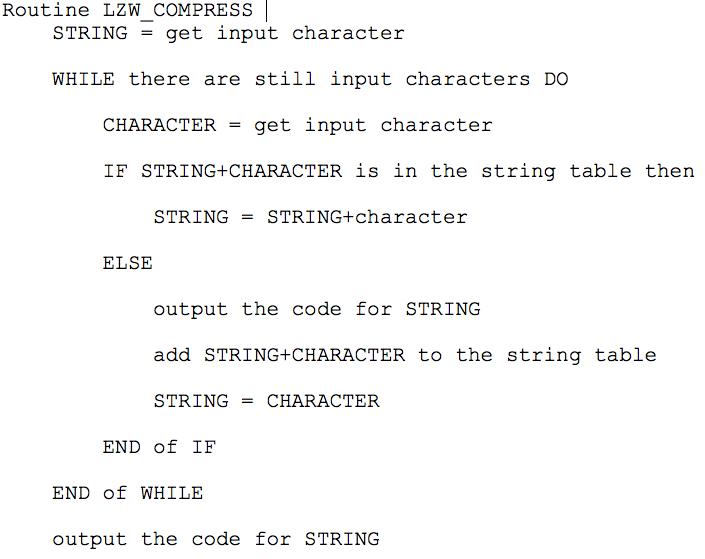 Routine LZW_COMPRESS
STRING = get input character
WHILE there are still input characters DO
CHARACTER = get input character
IF STRING+CHARACTER is in the string table then
STRING = STRING+character
ELSE
output the code for STRING
add STRING+CHARACTER to the string table
STRING = CHARACTER
END of IF
END of WHILE
output the code for STRING